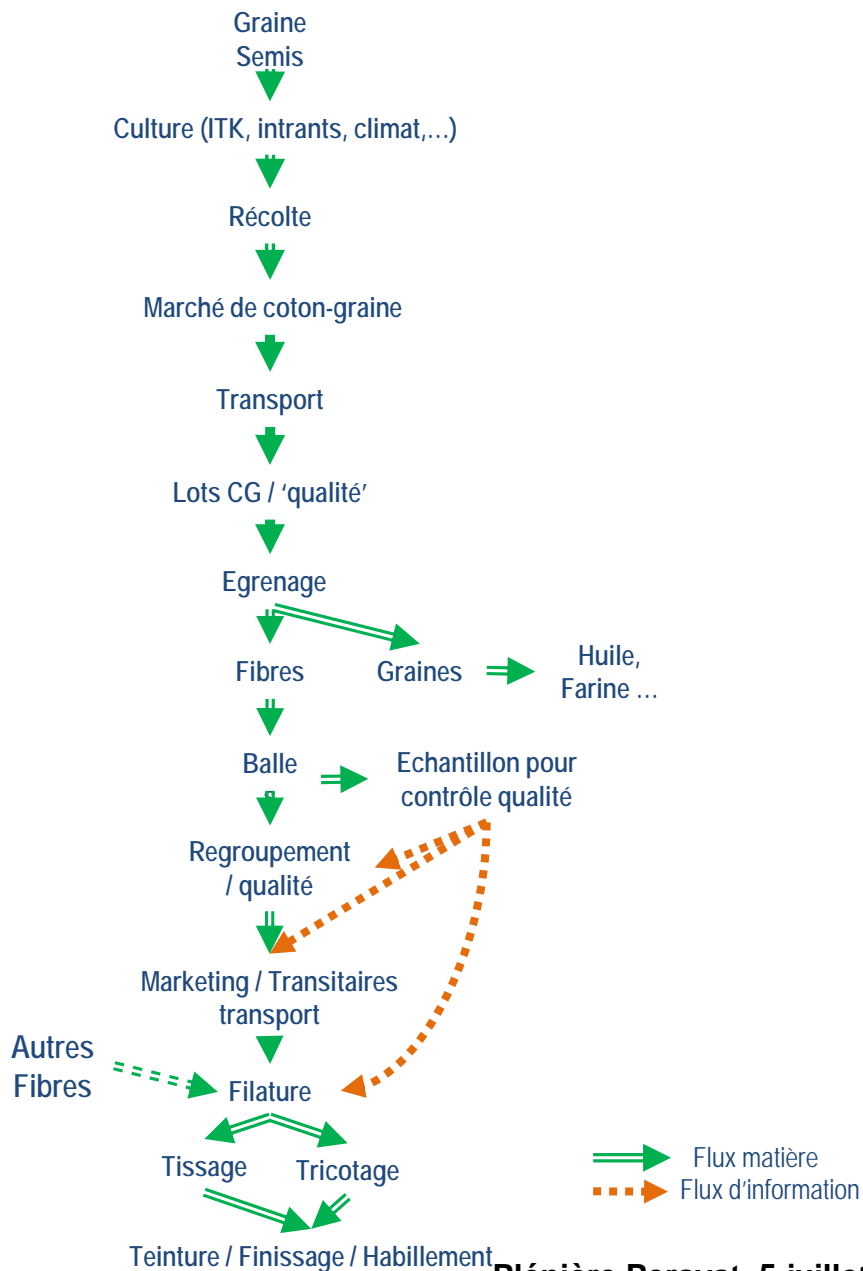 Graine
Semis
Culture (ITK, intrants, climat,…)
Récolte
Marché de coton-graine
Transport
Lots CG / ‘qualité’
Egrenage
Fibres
Graines
Huile,
Farine …
Balle
Echantillon pour
contrôle qualité
Regroupement
/ qualité
Marketing / Transitaires
transport
Autres
Fibres
Filature
Tissage
Tricotage
Flux matière
Flux d’information
Teinture / Finissage / Habillement